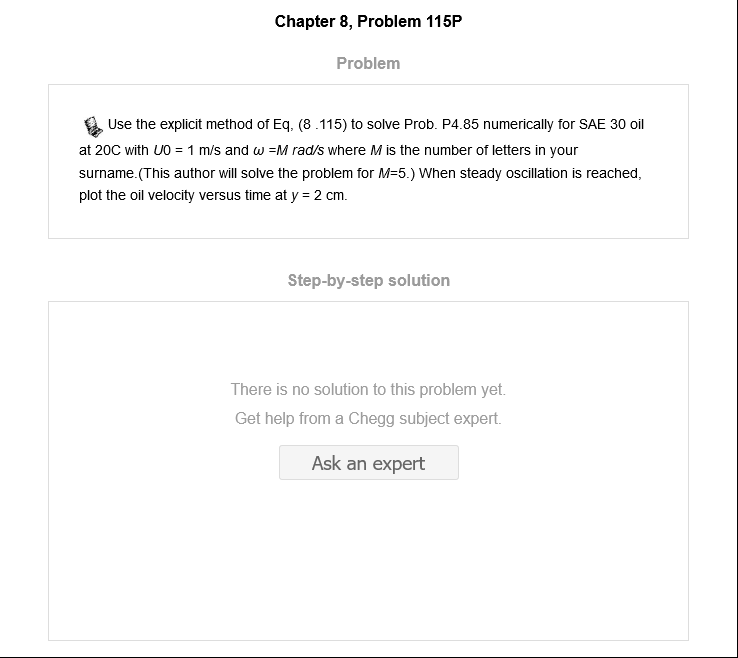 Chapter 8, Problem 115P
Problem
Use the explicit method of Eq, (8 .115) to solve Prob. P4.85 numerically for SAE 30 oil
at 20C with U0 = 1 m/s and ω =M rad/s where M is the number of letters in your
surname.(This author will solve the problem for M=5.) When steady oscillation is reached,
plot the oil velocity versus time at y = 2 cm.
Step-by-step solution
There is no solution to this problem yet.
Get help from a Chegg subject expert.
Ask an expert